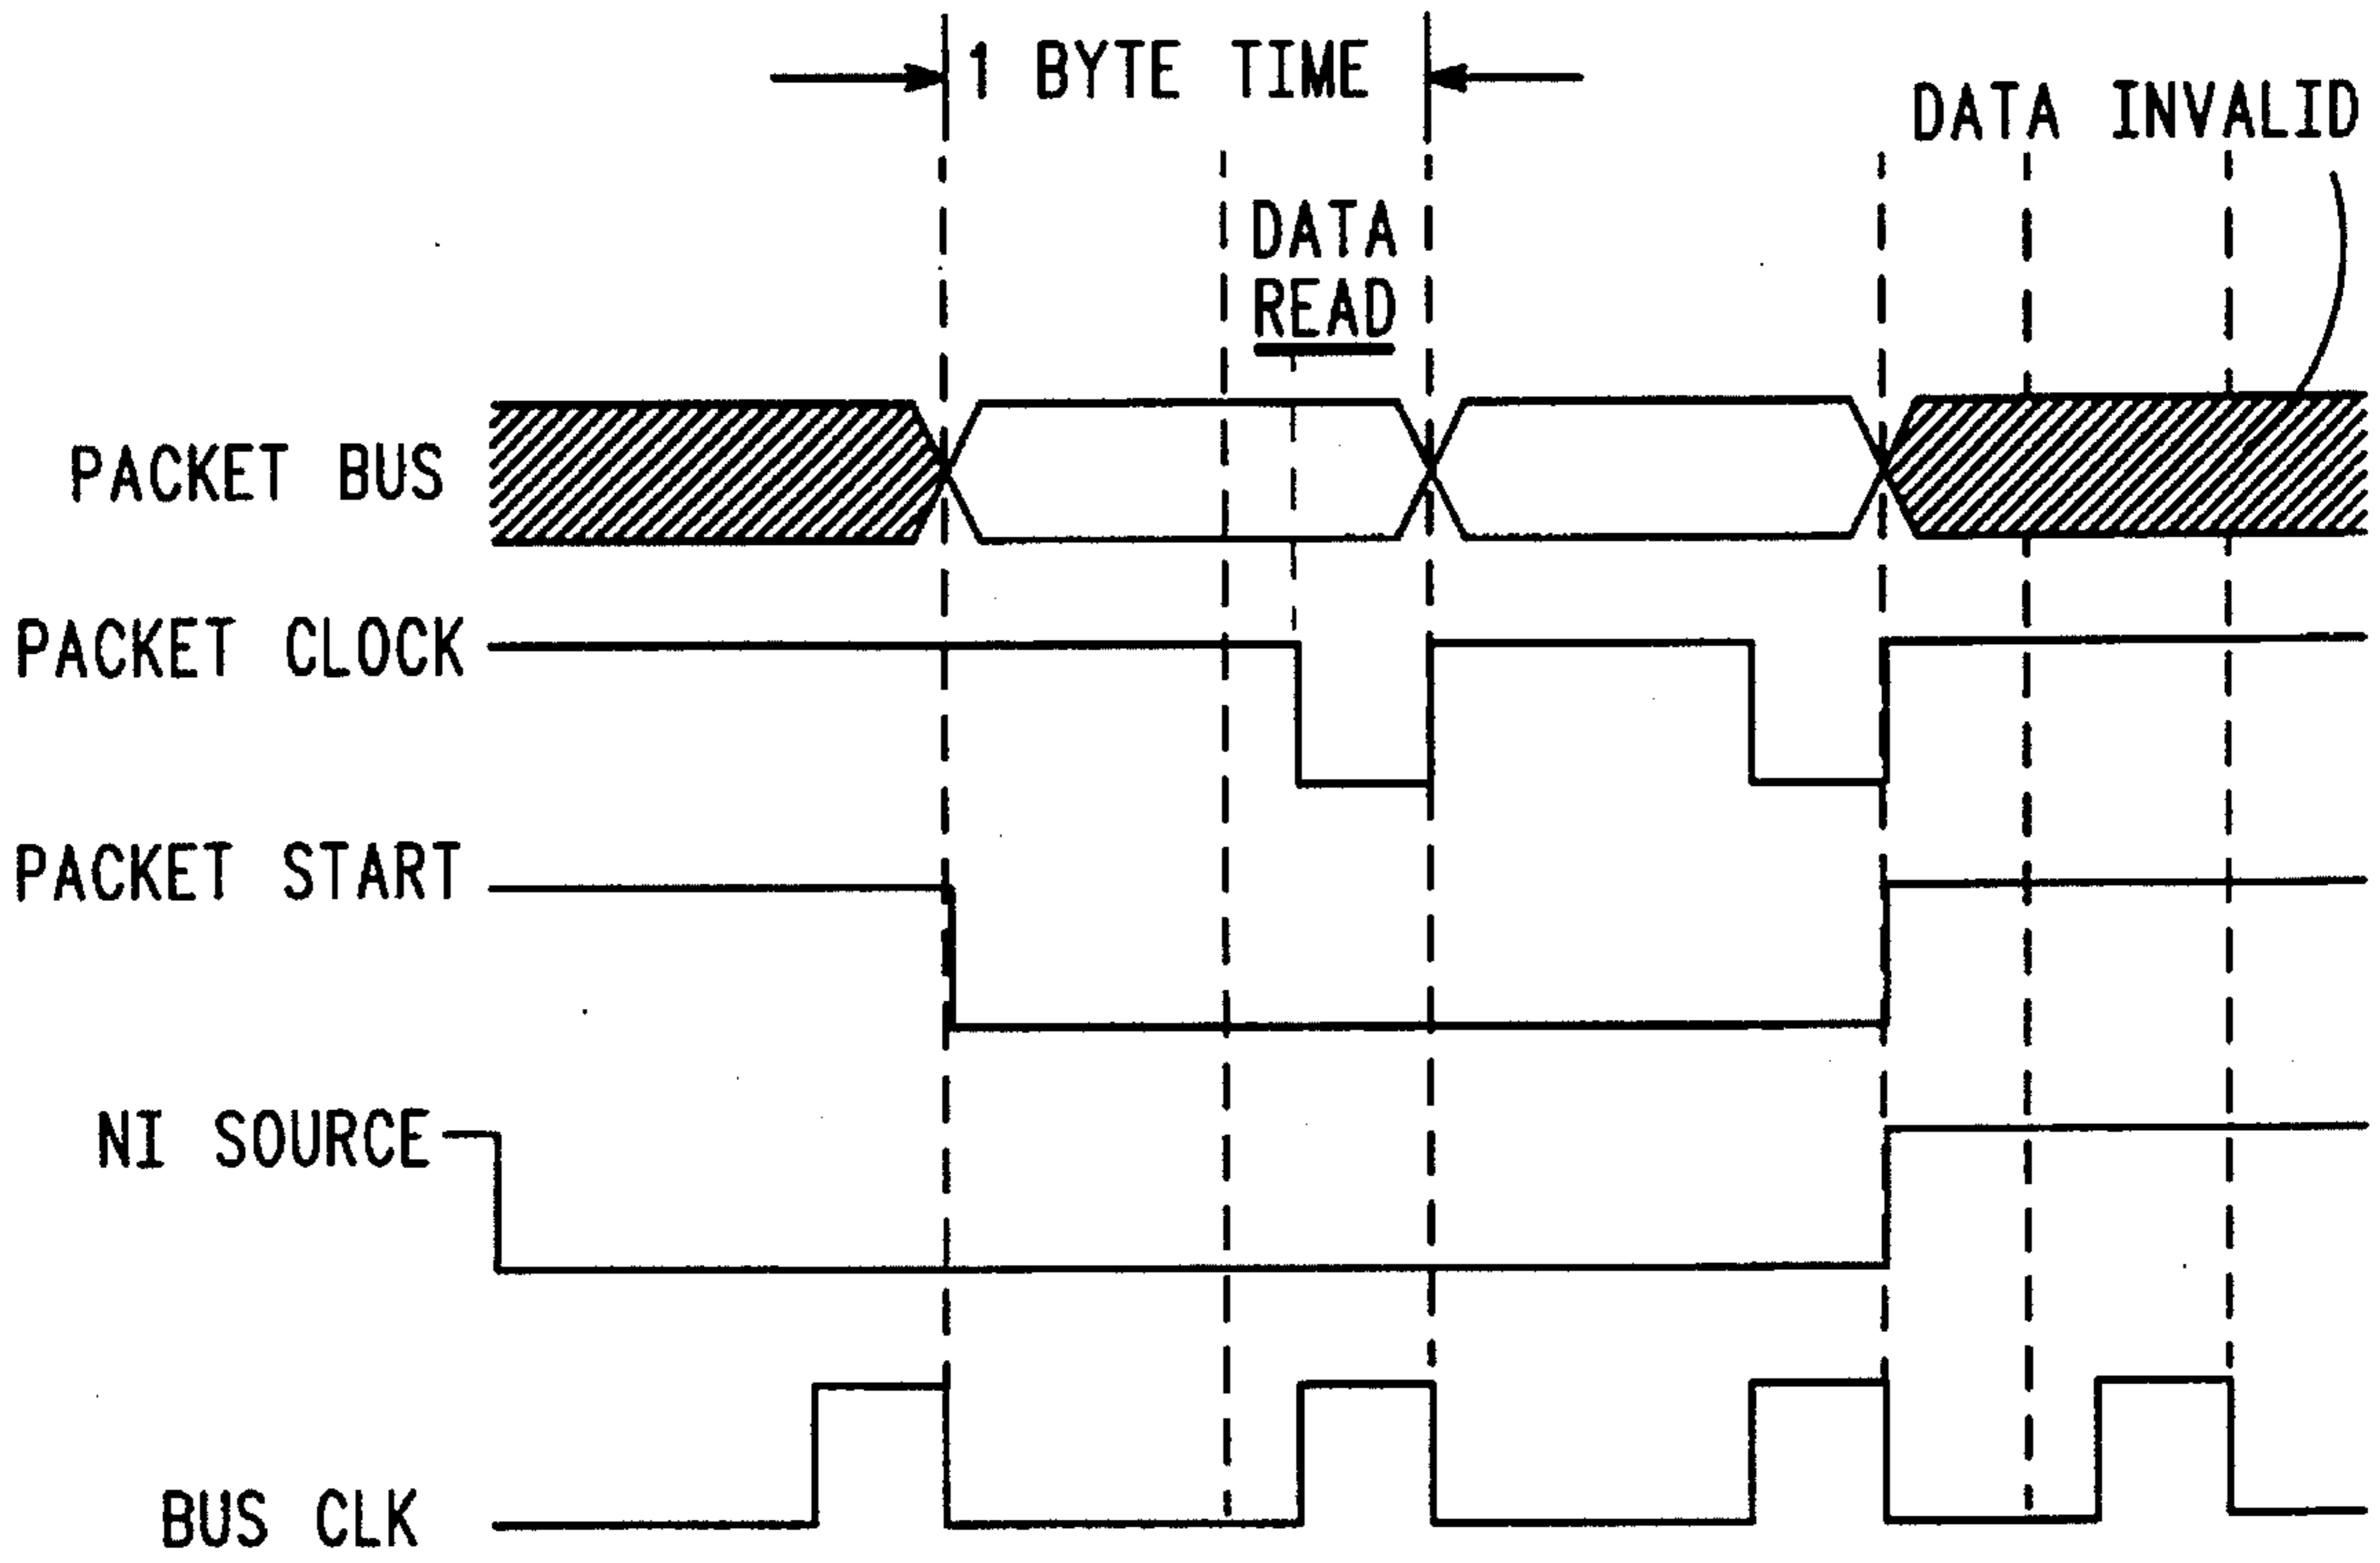 1 BYTE TIME
DATA INVALID
DATA
READ
PACKET BUS
PACKET CLOCK
PACKET START
NI SOURCE
BUS CLK